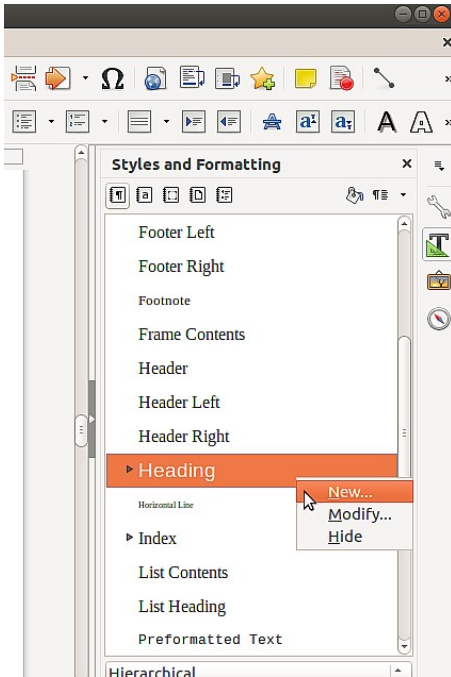 Styles and Formatting
Footer Left
Footer Right
Footnote
Frame Contents
Header
Header Left
Header Right
Heading
New...
Horizontal Line
Modify...
Hide
Index
List Contents
List Heading
Preformatted Text
Hierarchical